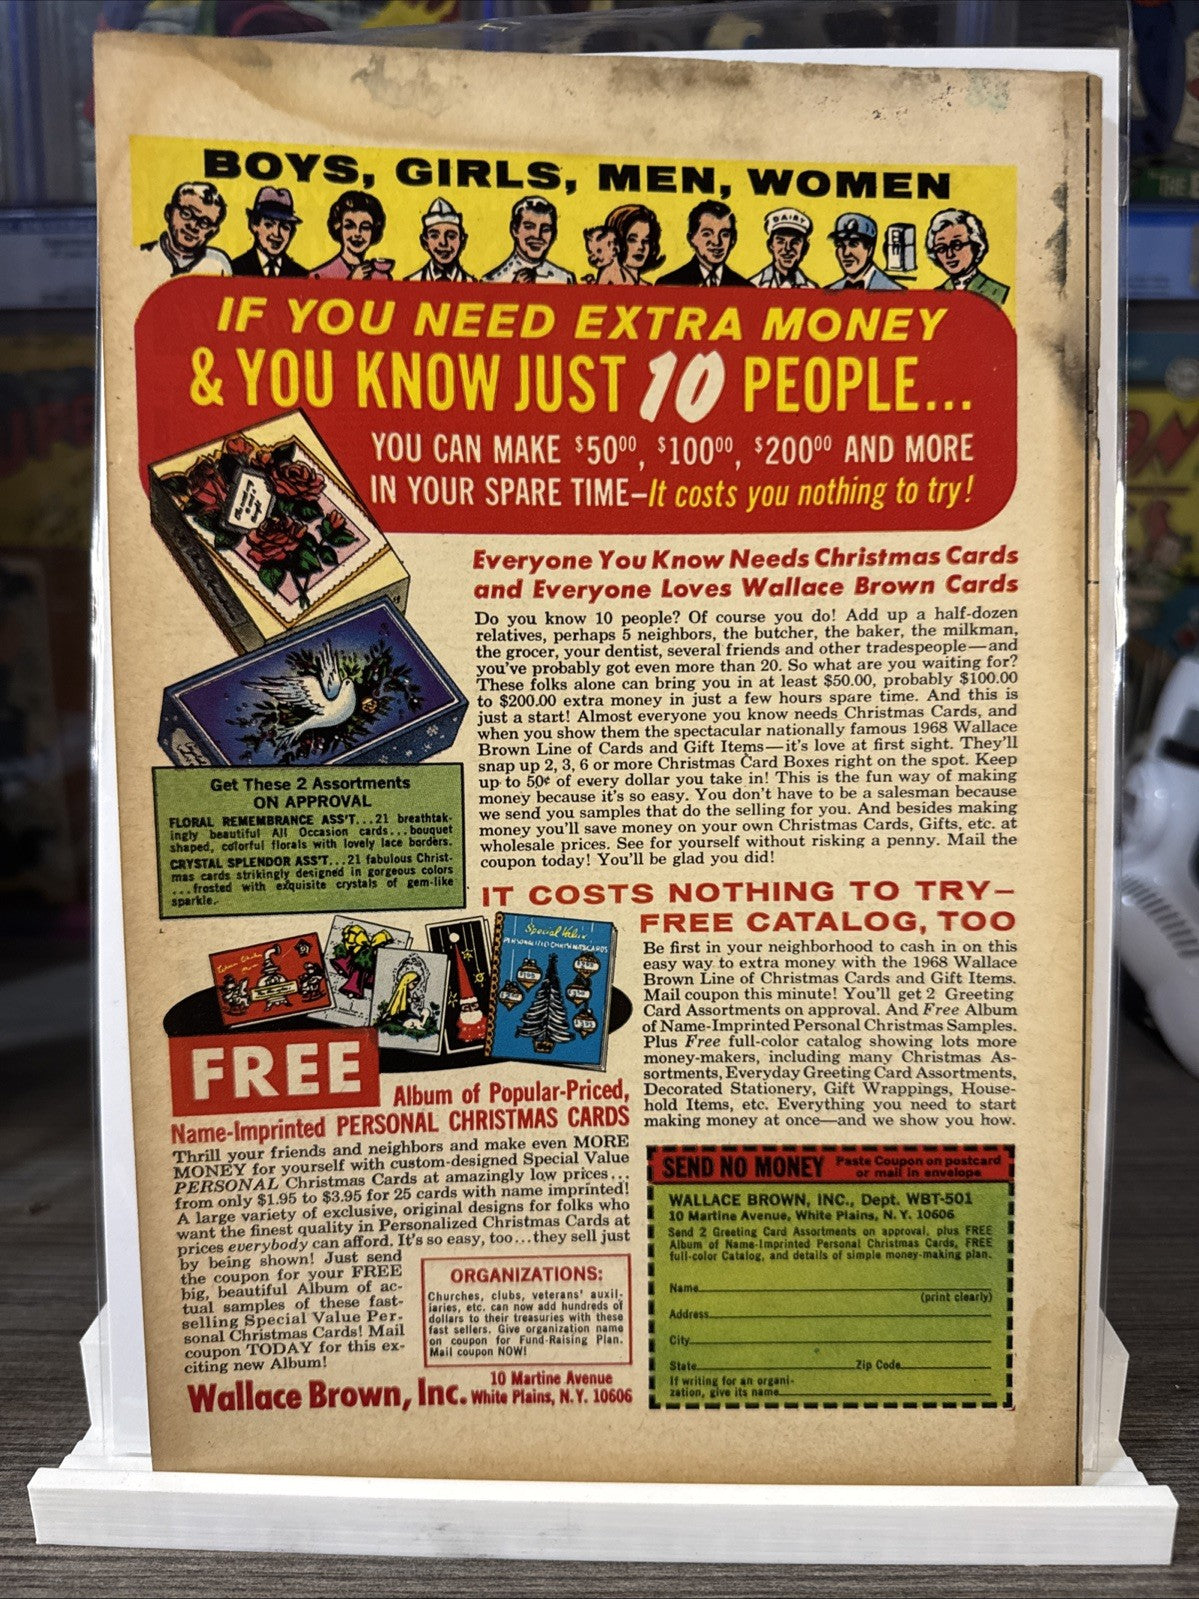 BOYS, GIRLS, MEN, WOMEN
DAIRY
IF YOU NEED EXTRA MONEY
& YOU KNOW JUST 10 PEOPLE...
YOU CAN MAKE $50⁰⁰, $100⁰⁰, $200⁰⁰ AND MORE
IN YOUR SPARE TIME—It costs you nothing to try!
Everyone You Know Needs Christmas Cards
and Everyone Loves Wallace Brown Cards
Do you know 10 people? Of course you do! Add up a half-dozen
relatives, perhaps 5 neighbors, the butcher, the baker, the milkman,
the grocer, your dentist, several friends and other tradespeople—and
you've probably got even more than 20. So what are you waiting for?
These folks alone can bring you in at least $50.00, probably $100.00
to $200.00 extra money in just a few hours spare time. And this is
just a start! Almost everyone you know needs Christmas Cards, and
when you show them the spectacular nationally famous 1968 Wallace
Brown Line of Cards and Gift Items—it's love at first sight. They'll
snap up 2, 3, 6 or more Christmas Card Boxes right on the spot. Keep
up to 50¢ of every dollar you take in! This is the fun way of making
money because it's so easy. You don't have to be a salesman because
we send you samples that do the selling for you. And besides making
money you'll save money on your own Christmas Cards, Gifts, etc. at
wholesale prices. See for yourself without risking a penny. Mail the
coupon today! You'll be glad you did!
Get These 2 Assortments
ON APPROVAL
FLORAL REMEMBRANCE ASS'T...21 breathtak-
ingly beautiful All Occasion cards...bouquet
shaped, colorful florals with lovely lace borders.
CRYSTAL SPLENDOR ASS'T...21 fabulous Christ-
mas cards strikingly designed in gorgeous colors
...frosted with exquisite crystals of gem-like
sparkle.
IT COSTS NOTHING TO TRY—
FREE CATALOG, TOO
Be first in your neighborhood to cash in on this
easy way to extra money with the 1968 Wallace
Brown Line of Christmas Cards and Gift Items.
Mail coupon this minute! You'll get 2 Greeting
Card Assortments on approval. And Free Album
of Name-Imprinted Personal Christmas Samples.
Plus Free full-color catalog showing lots more
money-makers, including many Christmas As-
sortments, Everyday Greeting Card Assortments,
Decorated Stationery, Gift Wrappings, House-
hold Items, etc. Everything you need to start
making money at once—and we show you how.
Special Value
PERSONALIZED CHRISTMAS CARDS
FREE
Album of Popular-Priced,
Name-Imprinted PERSONAL CHRISTMAS CARDS
Thrill your friends and neighbors and make even MORE
MONEY for yourself with custom-designed Special Value
PERSONAL Christmas Cards at amazingly low prices...
from only $1.95 to $3.95 for 25 cards with name imprinted!
A large variety of exclusive, original designs for folks who
want the finest quality in Personalized Christmas Cards at
prices everybody can afford. It's so easy, too...they sell just
by being shown! Just send
the coupon for your FREE
big, beautiful Album of ac-
tual samples of these fast-
selling Special Value Per-
sonal Christmas Cards! Mail
coupon TODAY for this ex-
citing new Album!
ORGANIZATIONS:
Churches, clubs, veterans' auxil-
iaries, etc. can now add hundreds of
dollars to their treasuries with these
fast sellers. Give organization name
on coupon for Fund-Raising Plan.
Mail coupon NOW!
Wallace Brown, Inc. 10 Martine Avenue
White Plains, N.Y. 10606
SEND NO MONEY Paste Coupon on postcard
or mail in envelope
WALLACE BROWN, INC., Dept. WBT-501
10 Martine Avenue, White Plains, N. Y. 10606
Send 2 Greeting Card Assortments on approval, plus FREE
Album of Name-Imprinted Personal Christmas Cards, FREE
full-color Catalog, and details of simple money-making plan.
Name
(print clearly)
Address
City
State Zip Code
If writing for an organi-
zation, give its name